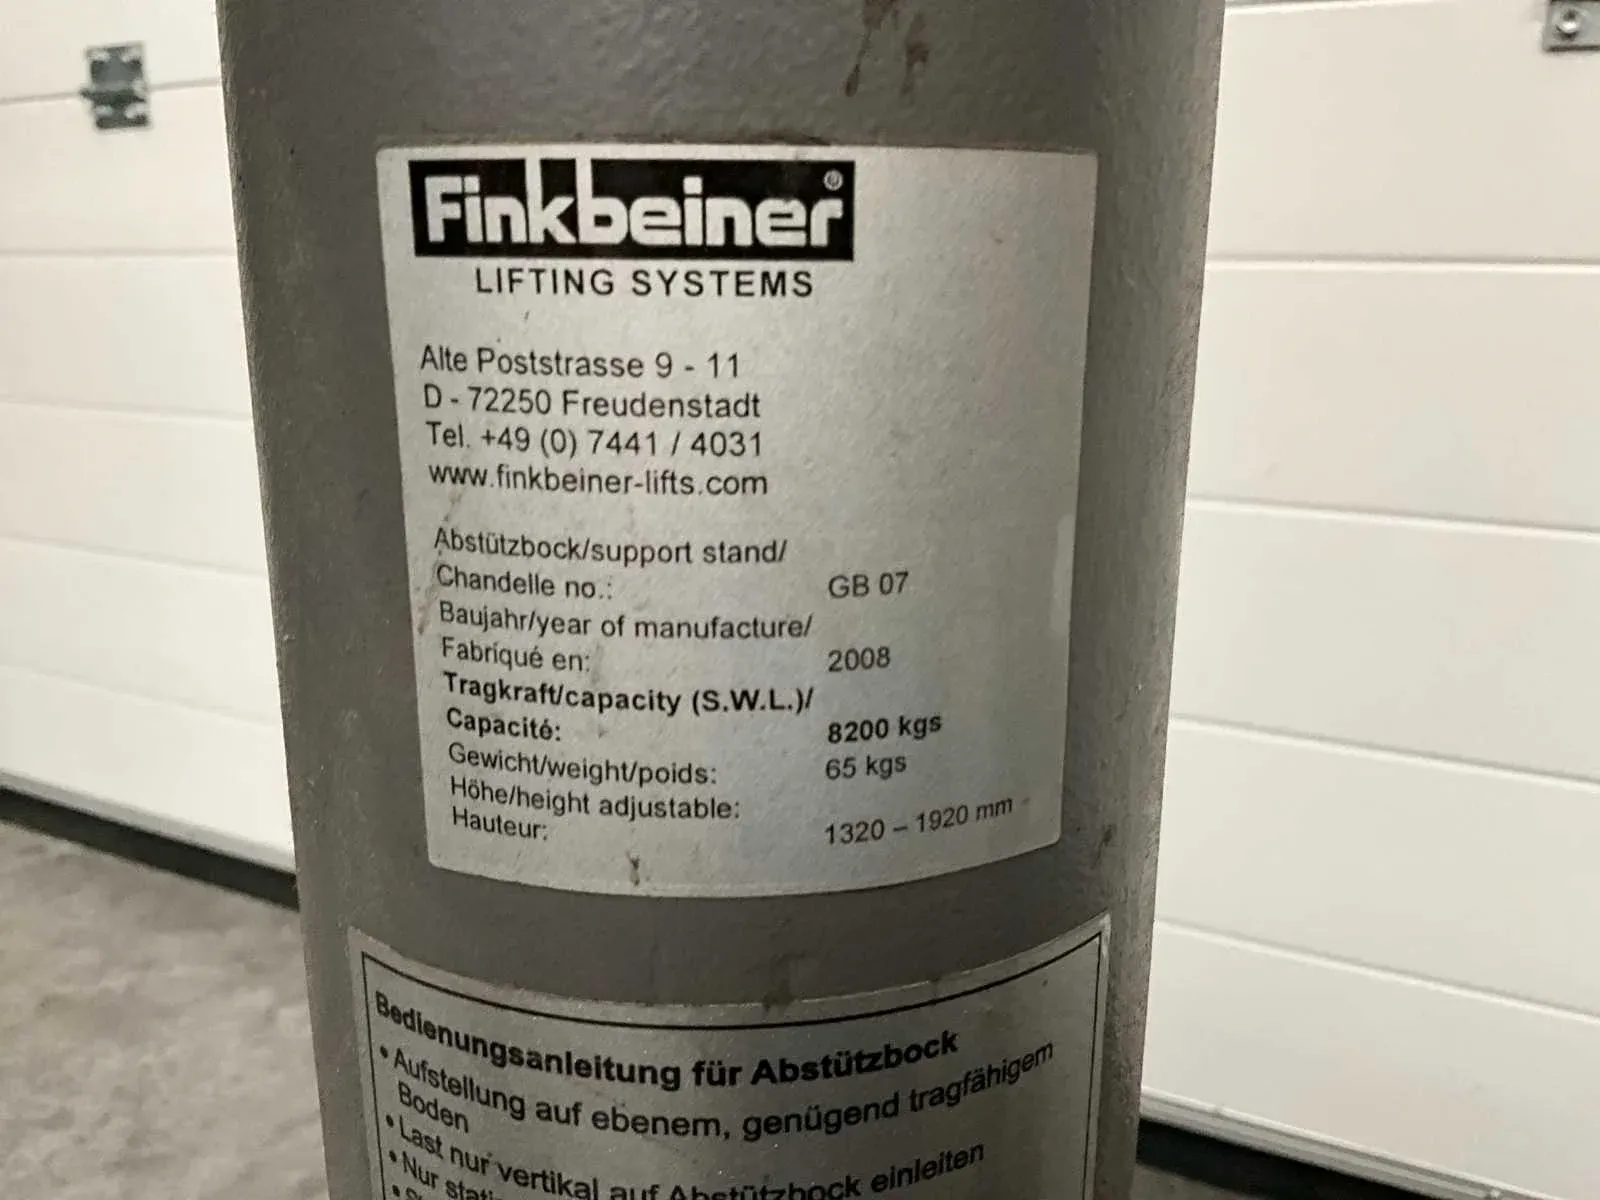 Finkbeiner®
LIFTING SYSTEMS
Alte Poststrasse 9 - 11
D - 72250 Freudenstadt
Tel. +49 (0) 7441 / 4031
www.finkbeiner-lifts.com
Abstützbock/support stand/
Chandelle no.: GB 07
Baujahr/year of manufacture/
Fabriqué en: 2008
Tragkraft/capacity (S.W.L.)/
Capacité: 8200 kgs
Gewicht/weight/poids: 65 kgs
Höhe/height adjustable:
Hauteur: 1320 – 1920 mm
Bedienungsanleitung für Abstützbock
• Aufstellung auf ebenem, genügend tragfähigem
Boden
• Last nur vertikal auf Abstützbock einleiten
• Nur